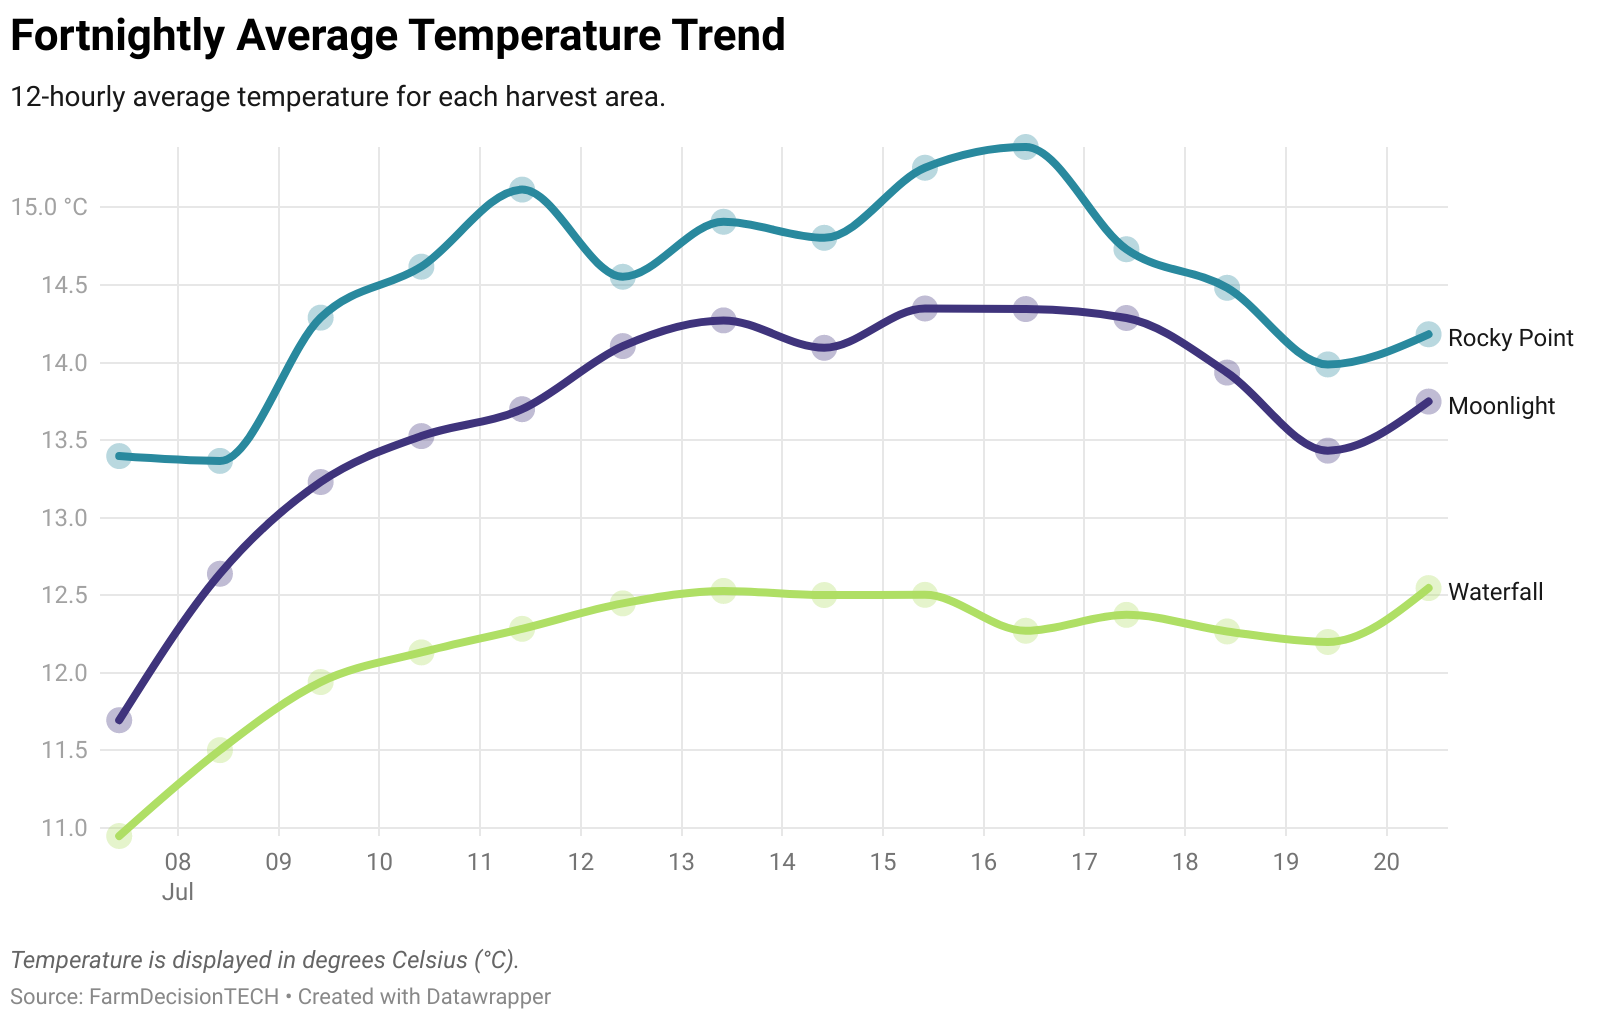 Fortnightly Average Temperature Trend
12-hourly average temperature for each harvest area.
15.0 °C
14.5
14.0
13.5
13.0
12.5
12.0
11.5
11.0
Rocky Point
Moonlight
Waterfall
08 09 10 11 12 13 14 15 16 17 18 19 20
Jul
Temperature is displayed in degrees Celsius (°C).
Source: FarmDecisionTECH • Created with Datawrapper